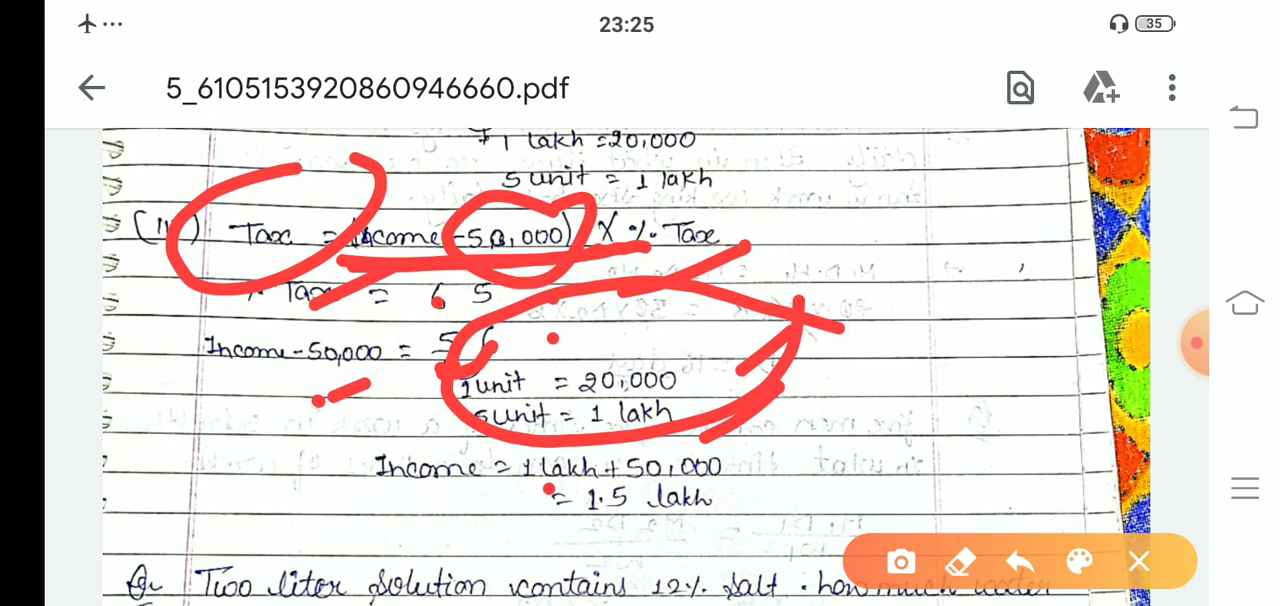 23:25
35
5_6105153920860946660.pdf
1 lakh = 20,000
5 unit = 1 lakh
Tax = Income - 50,000) X % Tax
Tax = 6 5
Income - 50,000 = 5
1 unit = 20,000
5 unit = 1 lakh
Income = 1 lakh + 50,000
= 1.5 lakh
Q. Two liter solution contains 12% salt . how much water